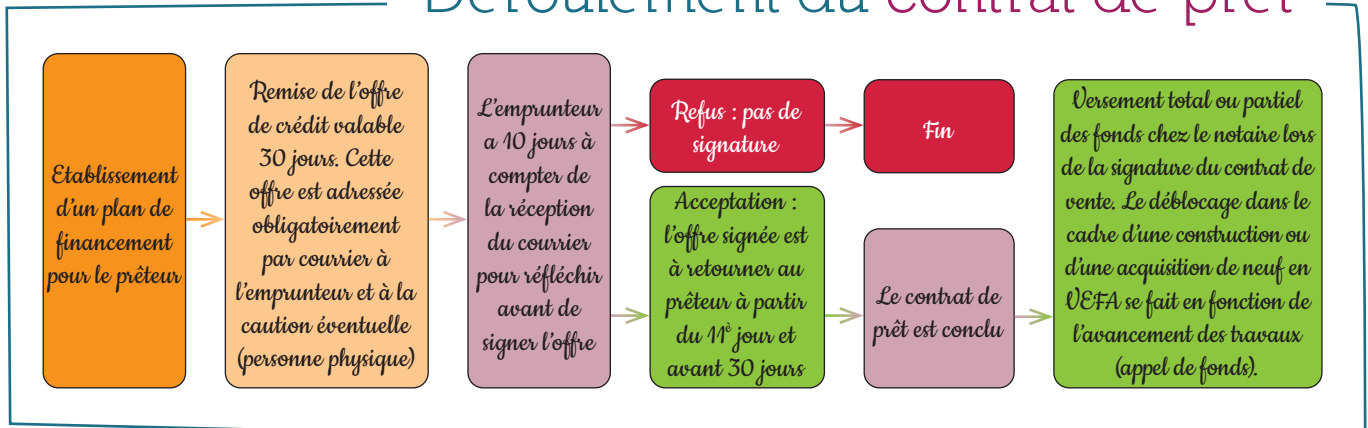 Déroulement du contrat de prêt
Etablissement
d'un plan de
financement
pour le prêteur
Remise de l'offre
de crédit valable
30 jours. Cette
offre est adressée
obligatoirement
par courrier à
l'emprunteur et à la
caution éventuelle
(personne physique)
L'emprunteur
a 10 jours à
compter de
la réception
du courrier
pour réfléchir
avant de
signer l'offre
Refus : pas de
signature
Fin
Acceptation :
l'offre signée est
à retourner au
prêteur à partir
du 11è jour et
avant 30 jours
Le contrat de
prêt est conclu
Versement total ou partiel
des fonds chez le notaire lors
de la signature du contrat de
vente. Le déblocage dans le
cadre d'une construction ou
d'une acquisition de neuf en
VEFA se fait en fonction de
l'avancement des travaux
(appel de fonds).